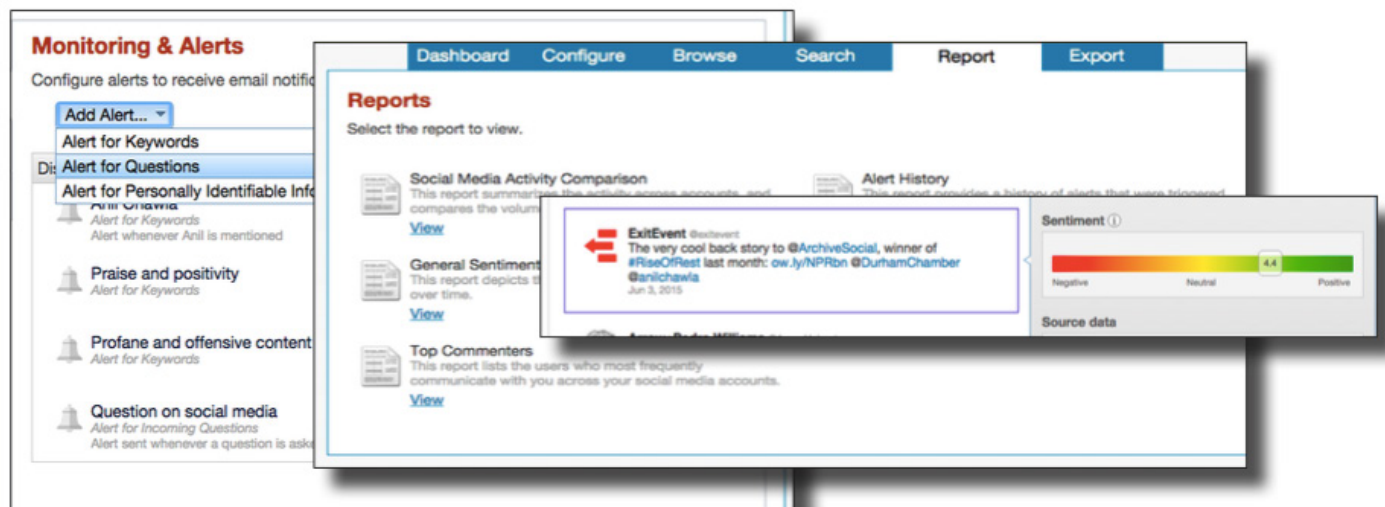 Monitoring & Alerts
Configure alerts to receive email
Add Alert...
Alert for Keywords
Alert for Questions
Alert for Personally Identifiable
Anil Chawla
Alert for Keywords
Alert whenever Anil is mentioned
Praise and positivity
Alert for Keywords
Profane and offensive content
Alert for Keywords
Question on social media
Alert for Incoming Questions
Alert sent whenever a question is
Dashboard Configure Browse Search Report Export
Reports
Select the report to view.
Social Media Activity Comparison
This report summarizes the activity across accounts, and
compares the
View
General Sentiment
This report depicts
over time.
View
Top Commenters
This report lists the users who most frequently
communicate with you across your social media accounts.
View
Alert History
This report provides a history of alerts that were triggered
ExitEvent @exitevent
The very cool back story to @ArchiveSocial, winner of
#RiseOfRest last month: ow.ly/NPRbn @DurhamChamber
@anilchawla
Jun 3, 2015
Sentiment
4.4
Negative Neutral Positive
Source data